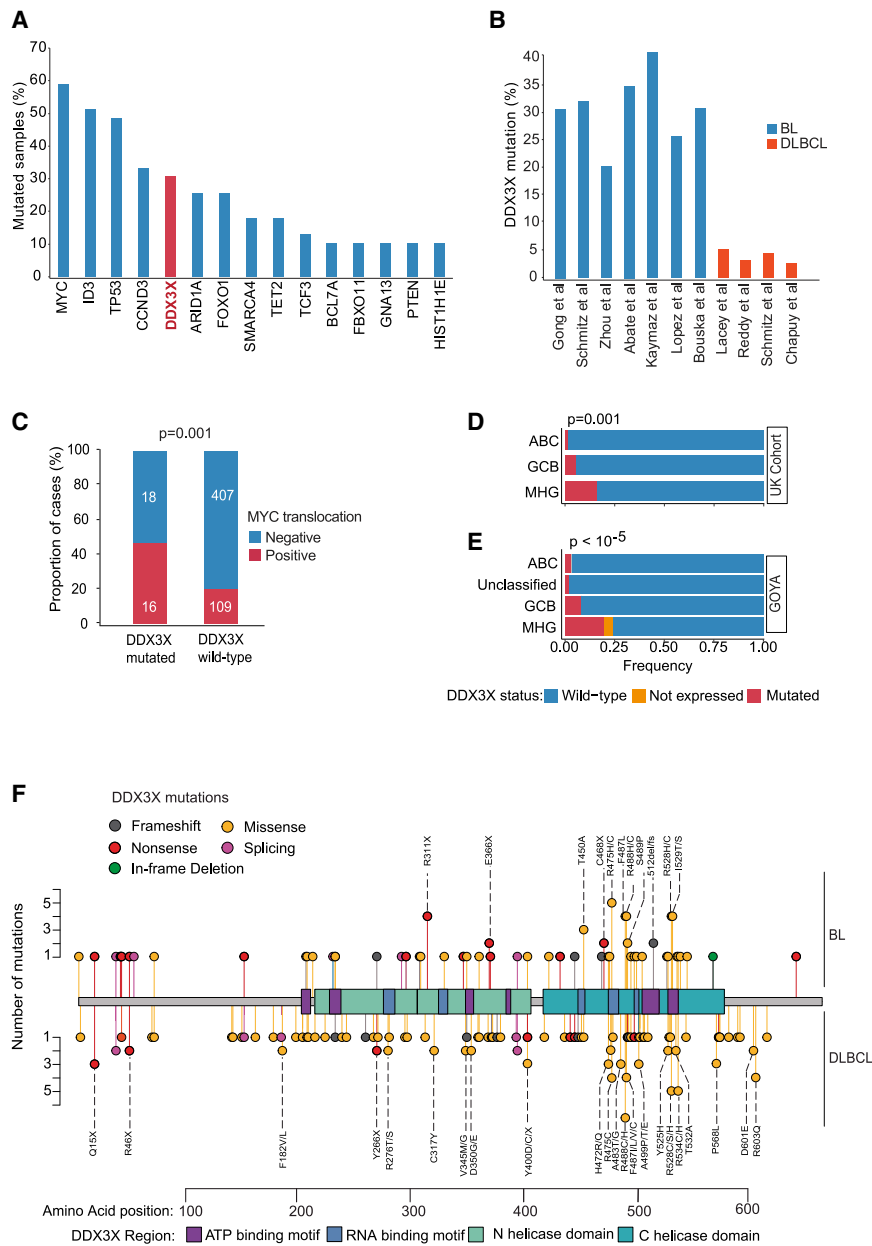 A
Mutated samples (%)
70
60
50
40
30
20
10
0
MYC
ID3
TP53
CCND3
DDX3X
ARID1A
FOXO1
SMARCA4
TET2
TCF3
BCL7A
FBXO11
GNA13
PTEN
HIST1H1E
B
DDX3X mutation (%)
40
35
30
25
20
15
10
5
0
BL
DLBCL
Gong et al
Schmitz et al
Zhou et al
Abate et al
Kaymaz et al
Lopez et al
Bouska et al
Lacey et al
Reddy et al
Schmitz et al
Chapuy et al
C
p=0.001
Proportion of cases (%)
100
80
60
40
20
0
18
407
16
109
MYC translocation
Negative
Positive
DDX3X mutated
DDX3X wild-type
D
p=0.001
ABC
GCB
MHG
UK Cohort
E
p < 10-5
ABC
Unclassified
GCB
MHG
GOYA
0.00 0.25 0.50 0.75 1.00
Frequency
DDX3X status: Wild-type Not expressed Mutated
F
DDX3X mutations
Frameshift
Missense
Nonsense
Splicing
In-frame Deletion
Number of mutations
5
3
1
1
3
5
R311X
E366X
T450A
C468X
R475H/C
F487L
R488H/C
S489P
512del/fs
R528H/C
I529T/S
BL
DLBCL
Q15X
R46X
F182V/L
Y266X
R276T/S
C317Y
V345M/G
D350G/E
Y400D/C/X
H472R/Q
R475C
A483T/G
R488C/H
F487I/L/V/C
A499P/T/E
Y525H
R528C/S/H
R534C/H
T532A
P568L
D601E
R603Q
Amino Acid position: 100 200 300 400 500 600
DDX3X Region: ATP binding motif RNA binding motif N helicase domain C helicase domain